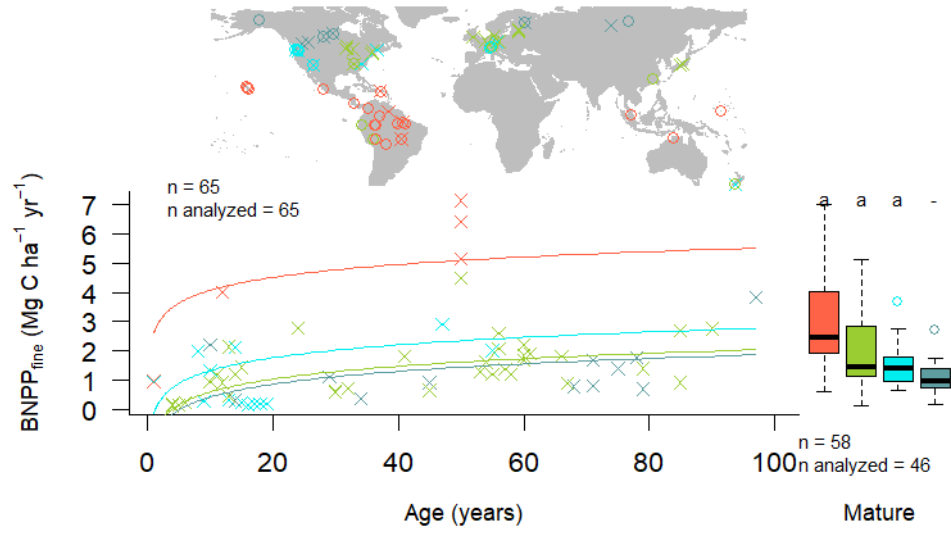 n = 65
n analyzed = 65
BNPPfine (Mg C ha⁻¹ yr⁻¹)
7
6
5
4
3
2
1
0
a a a -
0 20 40 60 80 100
n = 58
n analyzed = 46
Age (years)
Mature